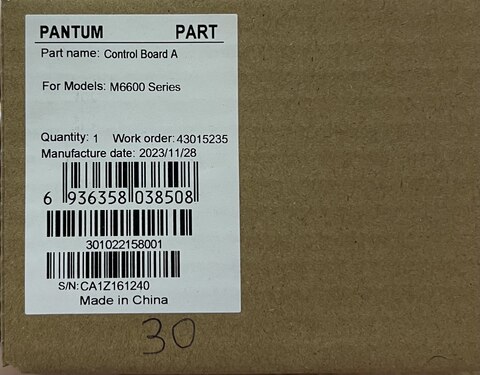 PANTUM PART
Part name: Control Board A
For Models: M6600 Series
Quantity: 1 Work order: 43015235
Manufacture date: 2023/11/28
6 936358 038508
301022158001
S/N:CA1Z161240
Made in China
30